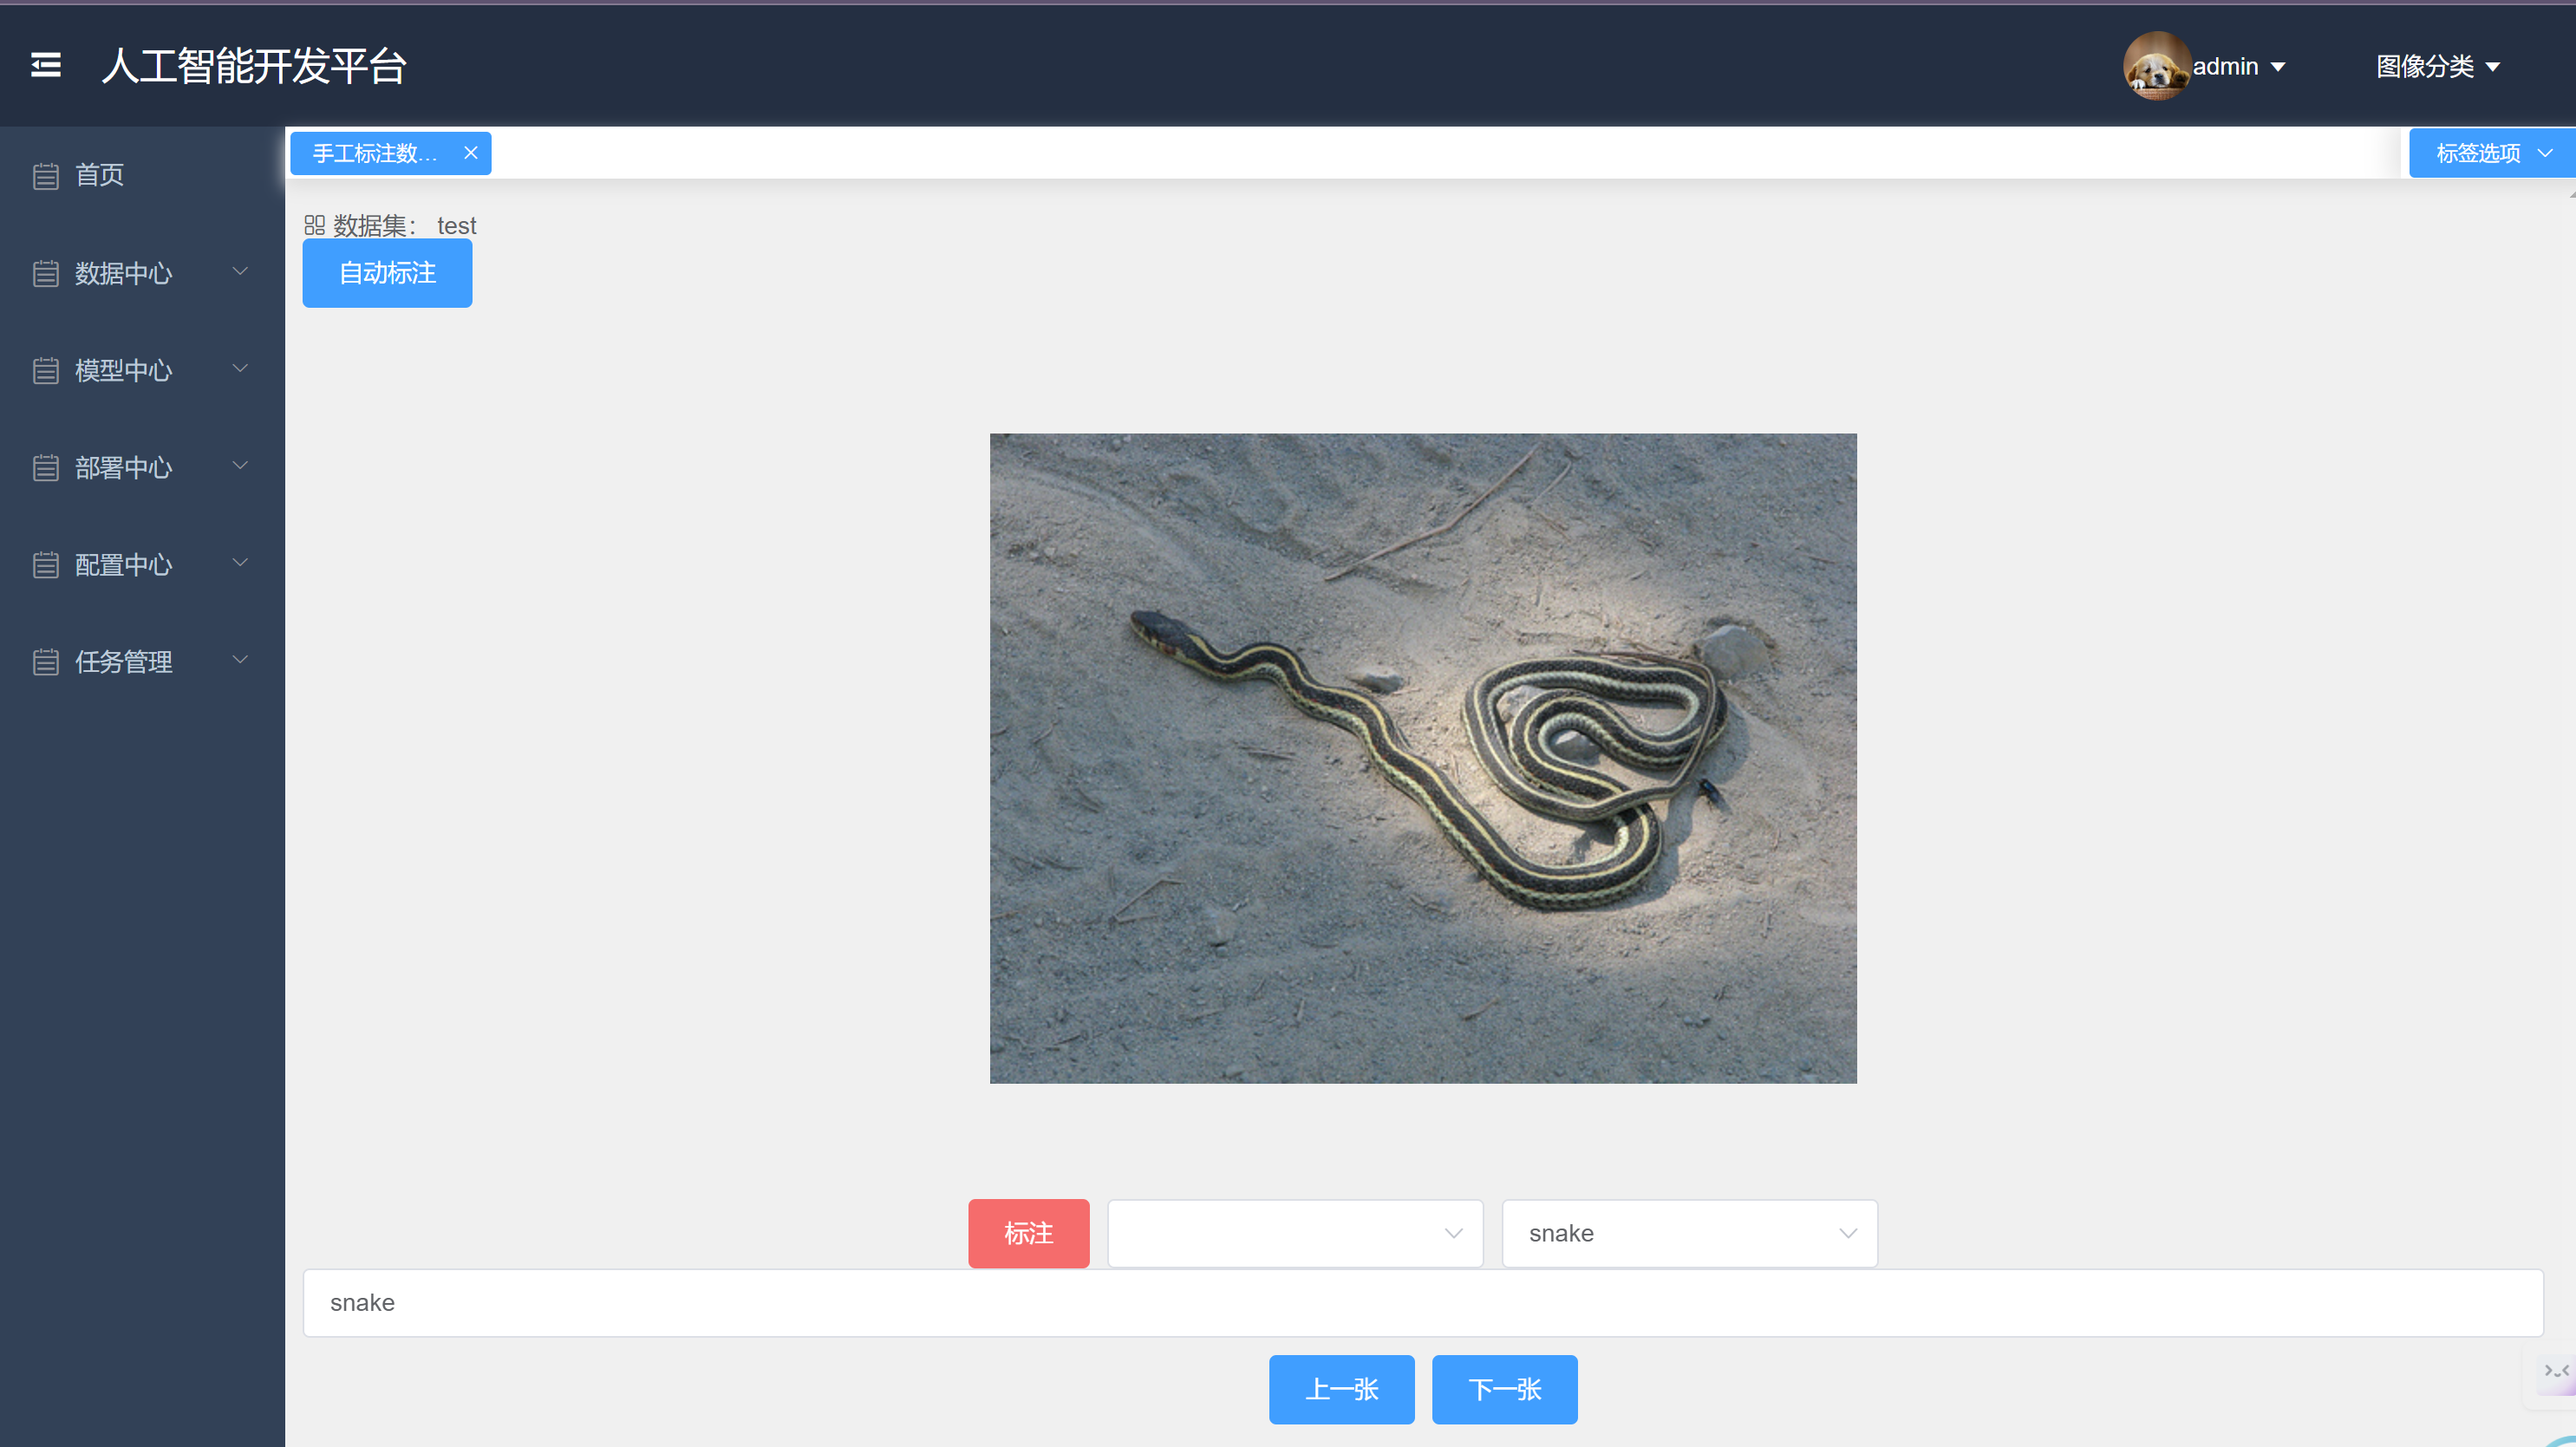 人工智能开发平台
admin
图像分类
首页
数据中心
模型中心
部署中心
配置中心
任务管理
手工标注数...
标签选项
数据集： test
自动标注
标注
snake
snake
上一张
下一张